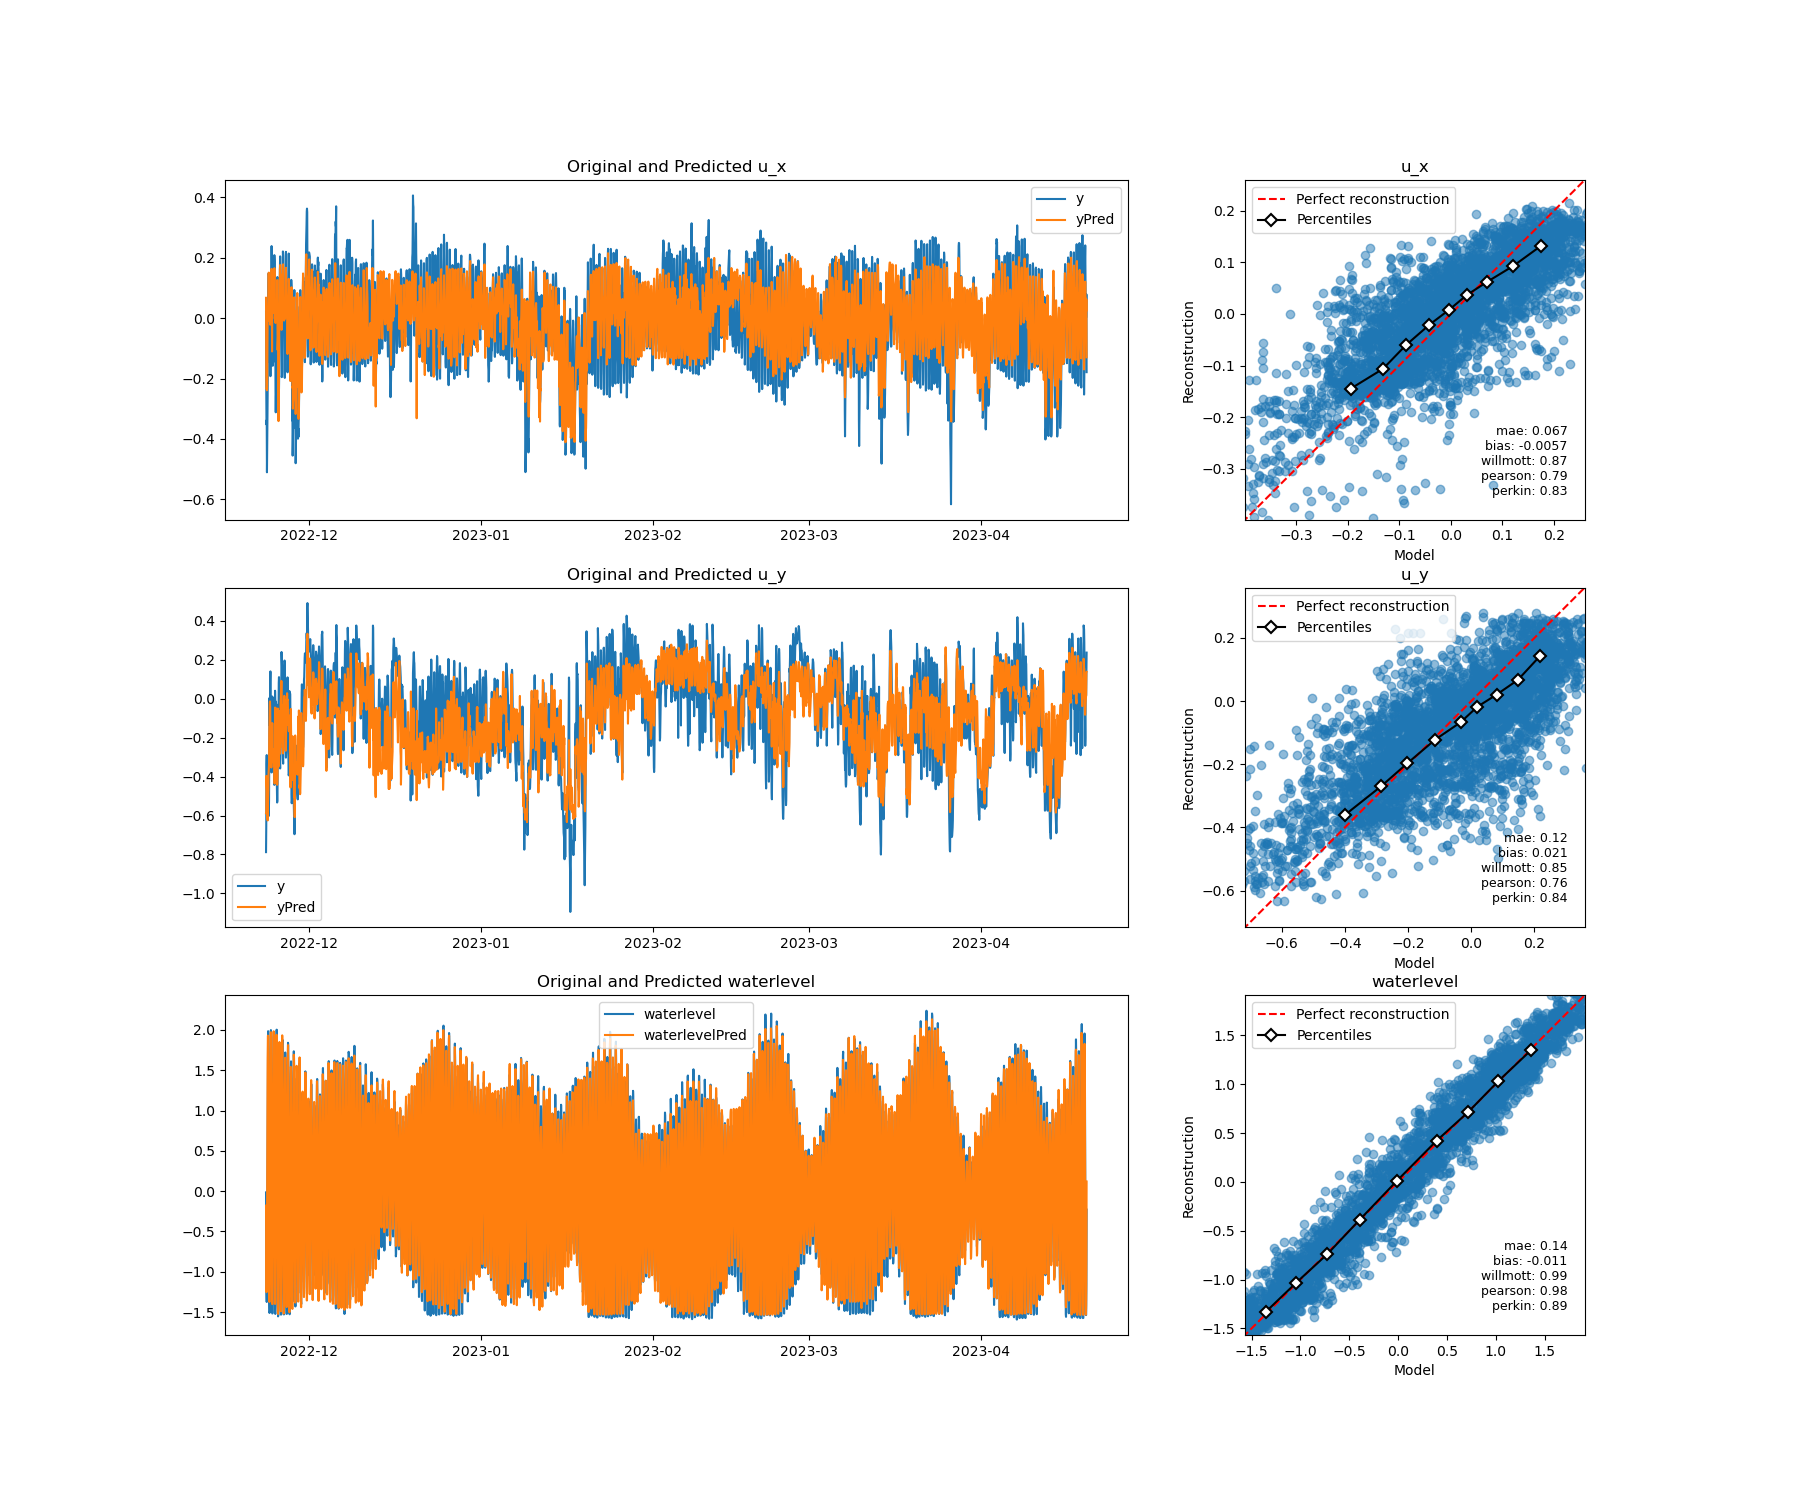 Original and Predicted u_x
y
yPred
0.4
0.2
0.0
−0.2
−0.4
−0.6
2022-12
2023-01
2023-02
2023-03
2023-04
u_x
Perfect reconstruction
Percentiles
Reconstruction
0.2
0.1
0.0
−0.1
−0.2
−0.3
mae: 0.067
bias: -0.0057
willmott: 0.87
pearson: 0.79
perkin: 0.83
−0.3
−0.2
−0.1
0.0
0.1
0.2
Model
Original and Predicted u_y
0.4
0.2
0.0
−0.2
−0.4
−0.6
−0.8
−1.0
y
yPred
2022-12
2023-01
2023-02
2023-03
2023-04
u_y
Perfect reconstruction
Percentiles
Reconstruction
0.2
0.0
−0.2
−0.4
−0.6
mae: 0.12
bias: 0.021
willmott: 0.85
pearson: 0.76
perkin: 0.84
−0.6
−0.4
−0.2
0.0
0.2
Model
Original and Predicted waterlevel
waterlevel
waterlevelPred
2.0
1.5
1.0
0.5
0.0
−0.5
−1.0
−1.5
2022-12
2023-01
2023-02
2023-03
2023-04
waterlevel
Perfect reconstruction
Percentiles
Reconstruction
1.5
1.0
0.5
0.0
−0.5
−1.0
−1.5
mae: 0.14
bias: -0.011
willmott: 0.99
pearson: 0.98
perkin: 0.89
−1.5
−1.0
−0.5
0.0
0.5
1.0
1.5
Model